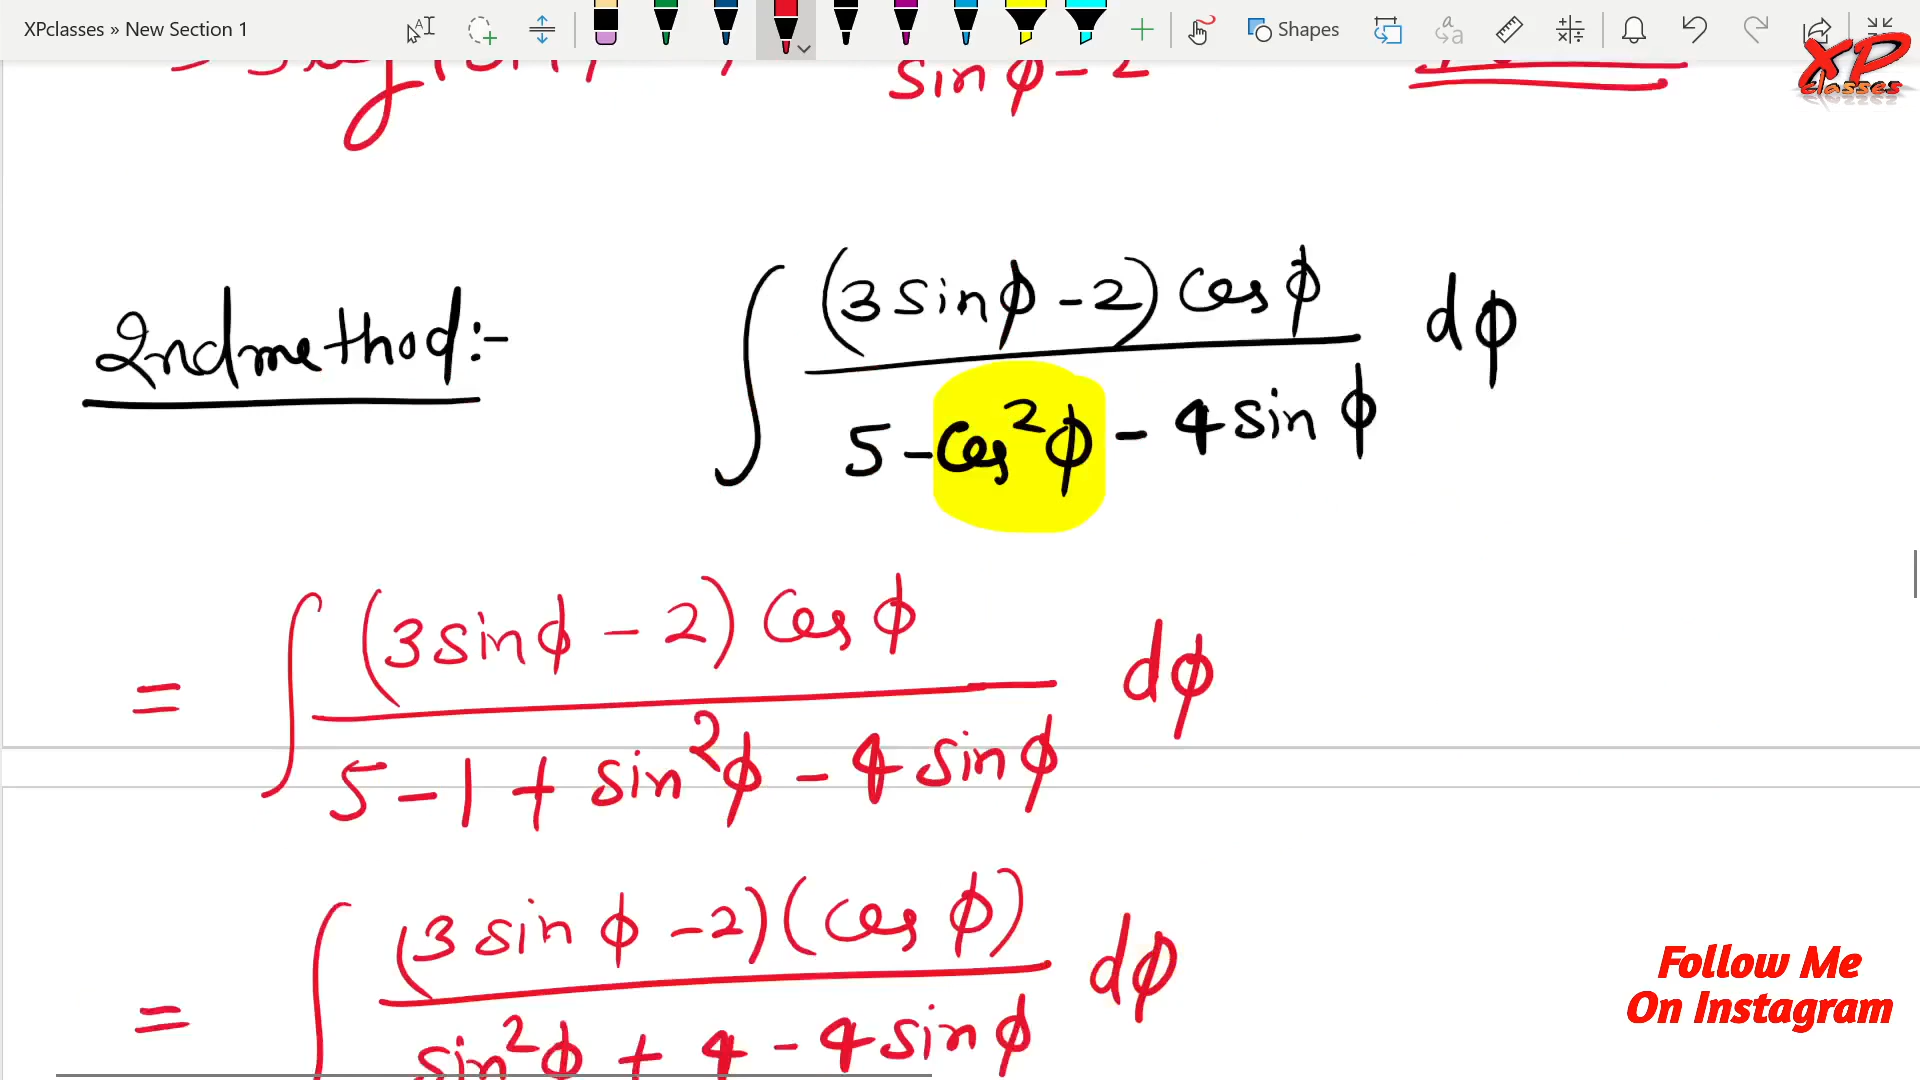 XPclasses » New Section 1
Shapes
XP
classes
sin ϕ - 2
2nd method:- ∫ (3 sin ϕ - 2) cos ϕ / 5 - cos²ϕ - 4 sin ϕ dϕ
= ∫ (3 sin ϕ - 2) cos ϕ / 5 - 1 + sin²ϕ - 4 sin ϕ dϕ
= ∫ (3 sin ϕ - 2)(cos ϕ) / sin²ϕ + 4 - 4 sin ϕ dϕ
Follow Me
On Instagram